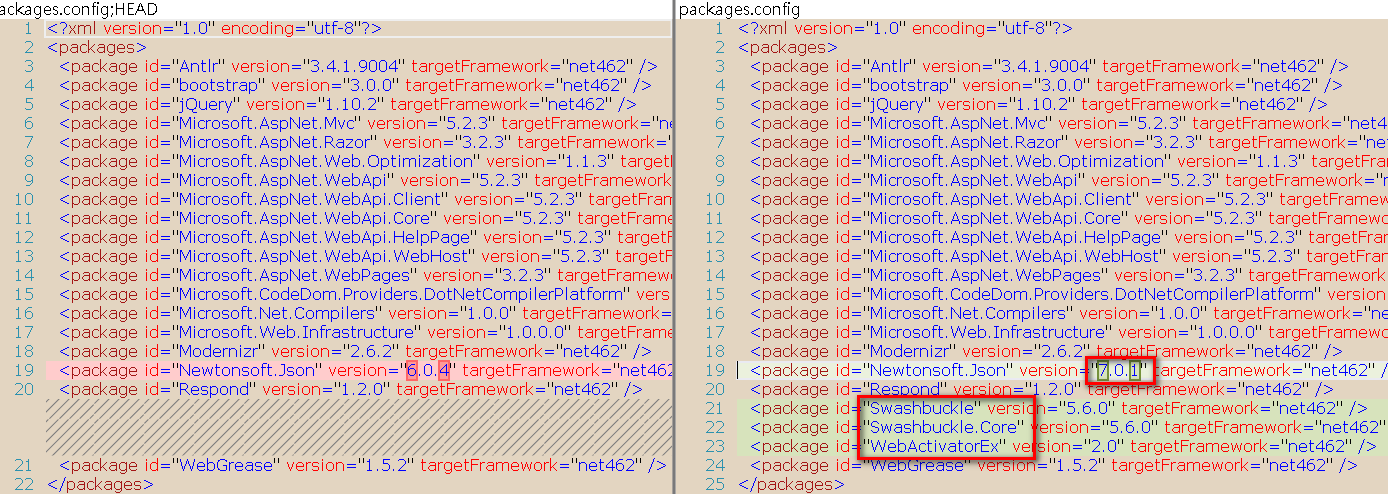 packages.config;HEAD
1 <?xml version="1.0" encoding="utf-8"?>
2 <packages>
3 <package id="Antlr" version="3.4.1.9004" targetFramework="net462" />
4 <package id="bootstrap" version="3.0.0" targetFramework="net462" />
5 <package id="jQuery" version="1.10.2" targetFramework="net462" />
6 <package id="Microsoft.AspNet.Mvc" version="5.2.3" targetFramework="net4
7 <package id="Microsoft.AspNet.Razor" version="3.2.3" targetFramework="ne
8 <package id="Microsoft.AspNet.Web.Optimization" version="1.1.3" targetFr
9 <package id="Microsoft.AspNet.WebApi" version="5.2.3" targetFramework
10 <package id="Microsoft.AspNet.WebApi.Client" version="5.2.3" targetFram
11 <package id="Microsoft.AspNet.WebApi.Core" version="5.2.3" targetFrame
12 <package id="Microsoft.AspNet.WebApi.HelpPage" version="5.2.3" targetF
13 <package id="Microsoft.AspNet.WebApi.WebHost" version="5.2.3" targetFr
14 <package id="Microsoft.AspNet.WebPages" version="3.2.3" targetFramew
15 <package id="Microsoft.CodeDom.Providers.DotNetCompilerPlatform" vers
16 <package id="Microsoft.Net.Compilers" version="1.0.0" targetFramework=
17 <package id="Microsoft.Web.Infrastructure" version="1.0.0.0" targetFrame
18 <package id="Modernizr" version="2.6.2" targetFramework="net462" />
19 <package id="Newtonsoft.Json" version="6.0.4" targetFramework="net462
20 <package id="Respond" version="1.2.0" targetFramework="net462" />
21 <package id="WebGrease" version="1.5.2" targetFramework="net462" />
22 </packages>
packages.config
1 <?xml version="1.0" encoding="utf-8"?>
2 <packages>
3 <package id="Antlr" version="3.4.1.9004" targetFramework="net462" />
4 <package id="bootstrap" version="3.0.0" targetFramework="net462" />
5 <package id="jQuery" version="1.10.2" targetFramework="net462" />
6 <package id="Microsoft.AspNet.Mvc" version="5.2.3" targetFramework="net4
7 <package id="Microsoft.AspNet.Razor" version="3.2.3" targetFramework="ne
8 <package id="Microsoft.AspNet.Web.Optimization" version="1.1.3" targetFr
9 <package id="Microsoft.AspNet.WebApi" version="5.2.3" targetFramework=
10 <package id="Microsoft.AspNet.WebApi.Client" version="5.2.3" targetFrame
11 <package id="Microsoft.AspNet.WebApi.Core" version="5.2.3" targetFramew
12 <package id="Microsoft.AspNet.WebApi.HelpPage" version="5.2.3" targetFra
13 <package id="Microsoft.AspNet.WebApi.WebHost" version="5.2.3" targetFra
14 <package id="Microsoft.AspNet.WebPages" version="3.2.3" targetFramewor
15 <package id="Microsoft.CodeDom.Providers.DotNetCompilerPlatform" versio
16 <package id="Microsoft.Net.Compilers" version="1.0.0" targetFramework="n
17 <package id="Microsoft.Web.Infrastructure" version="1.0.0.0" targetFramew
18 <package id="Modernizr" version="2.6.2" targetFramework="net462" />
19 <package id="Newtonsoft.Json" version="7.0.1" targetFramework="net462" /
20 <package id="Respond" version="1.2.0" targetFramework="net462" />
21 <package id="Swashbuckle" version="5.6.0" targetFramework="net462" />
22 <package id="Swashbuckle.Core" version="5.6.0" targetFramework="net462"
23 <package id="WebActivatorEx" version="2.0" targetFramework="net462" />
24 <package id="WebGrease" version="1.5.2" targetFramework="net462" />
25 </packages>